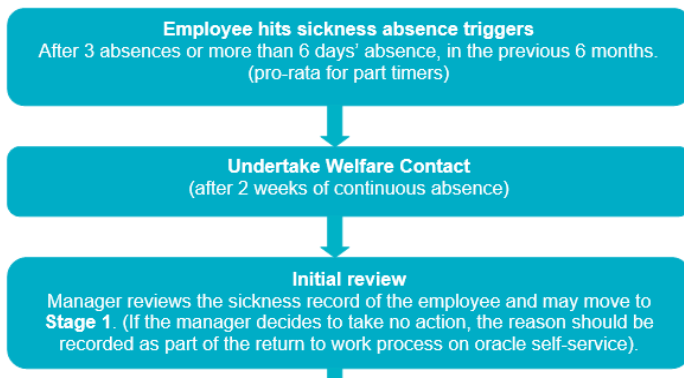 Employee hits sickness absence triggers
After 3 absences or more than 6 days' absence, in the previous 6 months.
(pro-rata for part timers)
Undertake Welfare Contact
(after 2 weeks of continuous absence)
Initial review
Manager reviews the sickness record of the employee and may move to
Stage 1. (If the manager decides to take no action, the reason should be
recorded as part of the return to work process on oracle self-service).